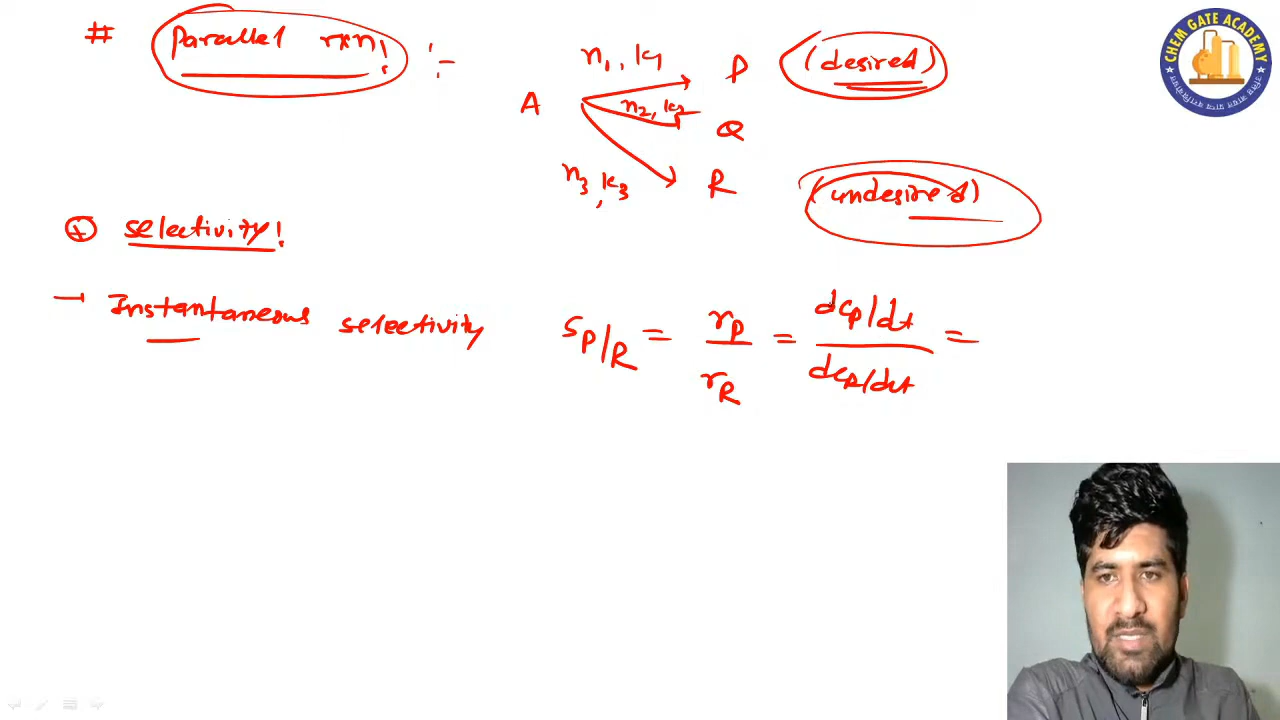 # Parallel rxn! :-
n1, k1
P (desired)
A
n2, k2
Q
n3, k3
R (undesired)
selectivity!
→ Instantaneous selectivity SP/R = rP/rR = (dcP/dt)/(dcR/dt) =
CHEM GATE ACADEMY